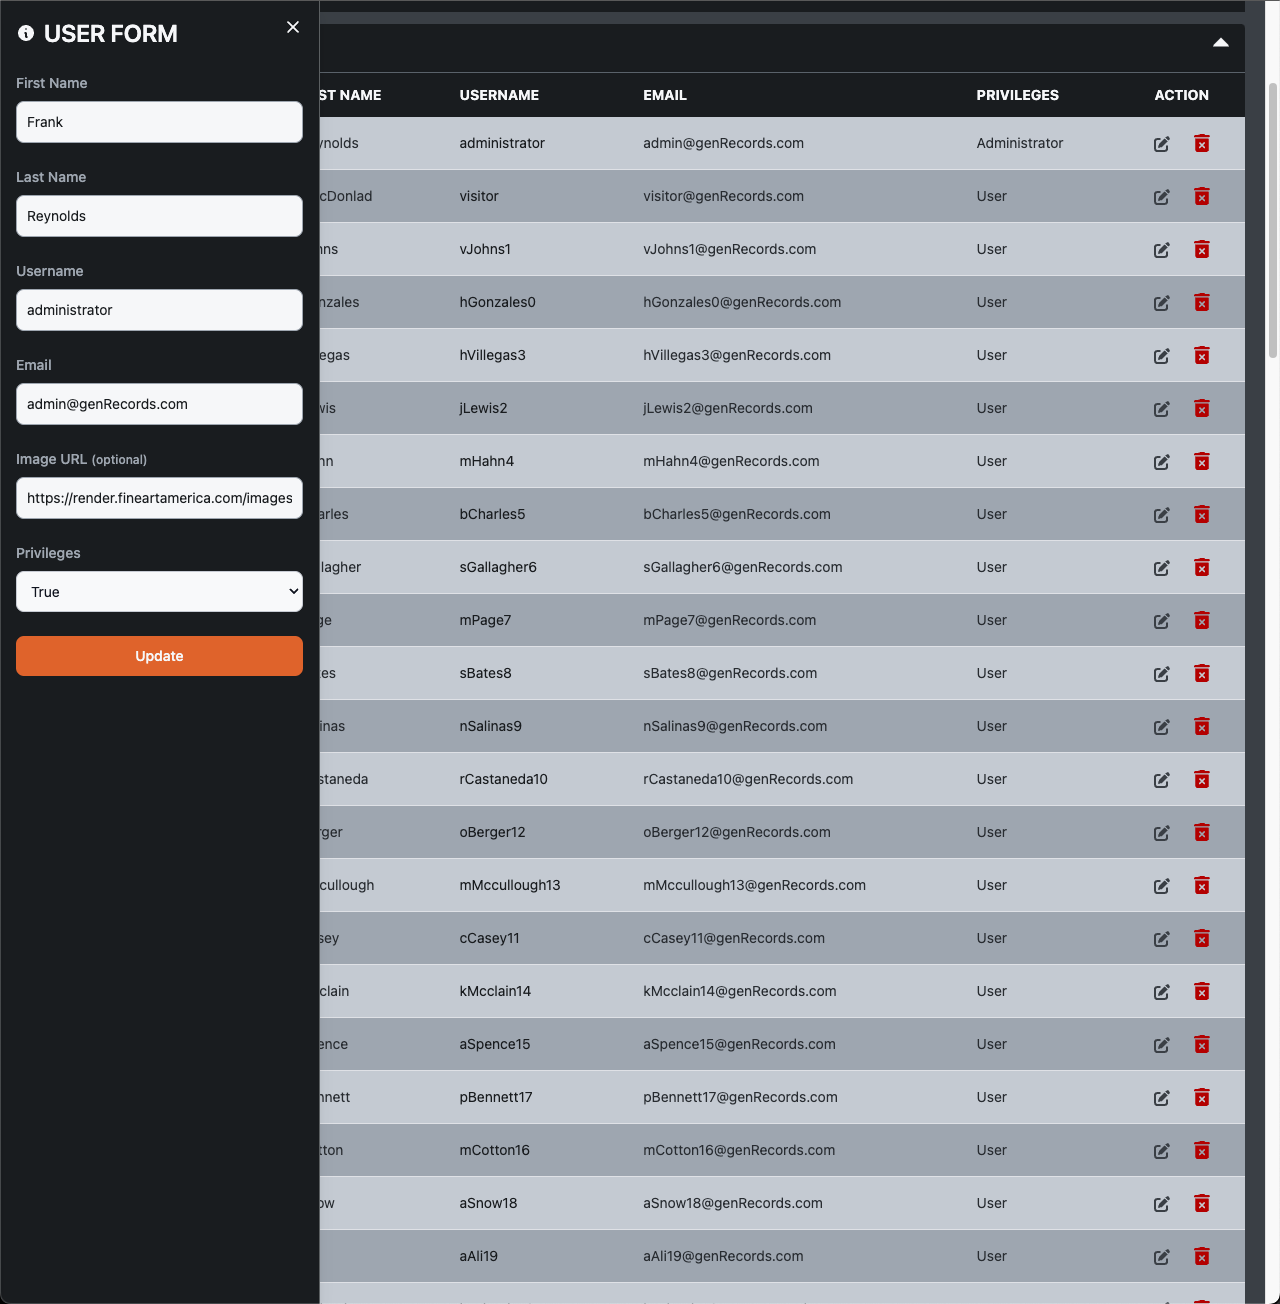 USER FORM
First Name
Frank
Last Name
Reynolds
Username
administrator
Email
admin@genRecords.com
Image URL (optional)
https://render.fineartamerica.com/images
Privileges
True
Update
ST NAME USERNAME EMAIL PRIVILEGES ACTION
ynolds administrator admin@genRecords.com Administrator
cDonlad visitor visitor@genRecords.com User
hns vJohns1 vJohns1@genRecords.com User
nzales hGonzales0 hGonzales0@genRecords.com User
egas hVillegas3 hVillegas3@genRecords.com User
wis jLewis2 jLewis2@genRecords.com User
hn mHahn4 mHahn4@genRecords.com User
arles bCharles5 bCharles5@genRecords.com User
lagher sGallagher6 sGallagher6@genRecords.com User
ge mPage7 mPage7@genRecords.com User
tes sBates8 sBates8@genRecords.com User
inas nSalinas9 nSalinas9@genRecords.com User
staneda rCastaneda10 rCastaneda10@genRecords.com User
rger oBerger12 oBerger12@genRecords.com User
cullough mMccullough13 mMccullough13@genRecords.com User
sey cCasey11 cCasey11@genRecords.com User
clain kMcclain14 kMcclain14@genRecords.com User
ence aSpence15 aSpence15@genRecords.com User
nnett pBennett17 pBennett17@genRecords.com User
tton mCotton16 mCotton16@genRecords.com User
ow aSnow18 aSnow18@genRecords.com User
aAli19 aAli19@genRecords.com User